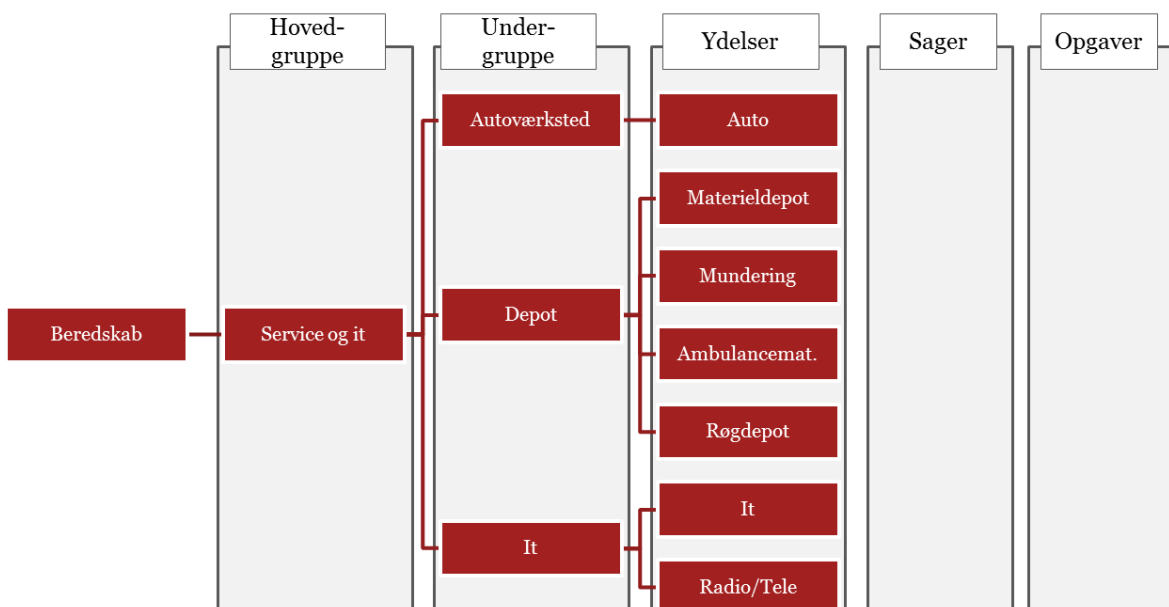 Hoved-
gruppe
Under-
gruppe
Ydelser
Sager
Opgaver
Autoværksted
Auto
Materieldepot
Mundering
Beredskab
Service og it
Depot
Ambulancemat.
Røgdepot
It
It
Radio/Tele